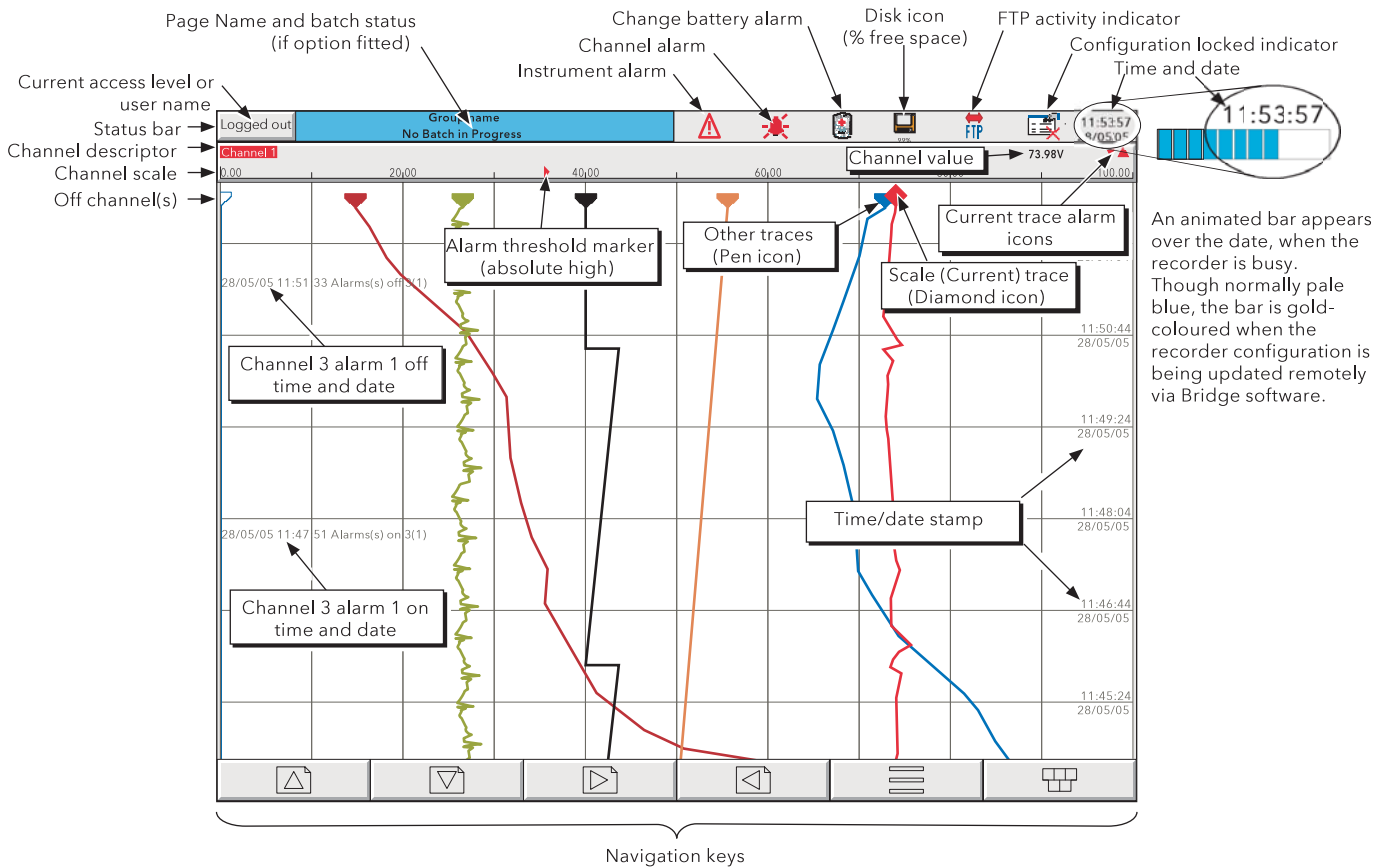 Page Name and batch status
(if option fitted)
Change battery alarm
Channel alarm
Instrument alarm
Disk icon
(% free space)
FTP activity indicator
Configuration locked indicator
Time and date
Current access level or
user name
Status bar
Channel descriptor
Channel scale
Off channel(s)
Logged out
Group name
No Batch in Progress
99%
FTP
11:53:57
28/05/05
11:53:57
Channel 1
Channel value
73.98V
0.00
20.00
40.00
60.00
80.00
100.00
Alarm threshold marker
(absolute high)
Other traces
(Pen icon)
Current trace alarm
icons
Scale (Current) trace
(Diamond icon)
An animated bar appears
over the date, when the
recorder is busy.
Though normally pale
blue, the bar is gold-
coloured when the
recorder configuration is
being updated remotely
via Bridge software.
28/05/05 11:51:33 Alarms(s) off 3(1)
Channel 3 alarm 1 off
time and date
11:50:44
28/05/05
11:49:24
28/05/05
Time/date stamp
11:48:04
28/05/05
28/05/05 11:47:51 Alarms(s) on 3(1)
Channel 3 alarm 1 on
time and date
11:46:44
28/05/05
11:45:24
28/05/05
Navigation keys